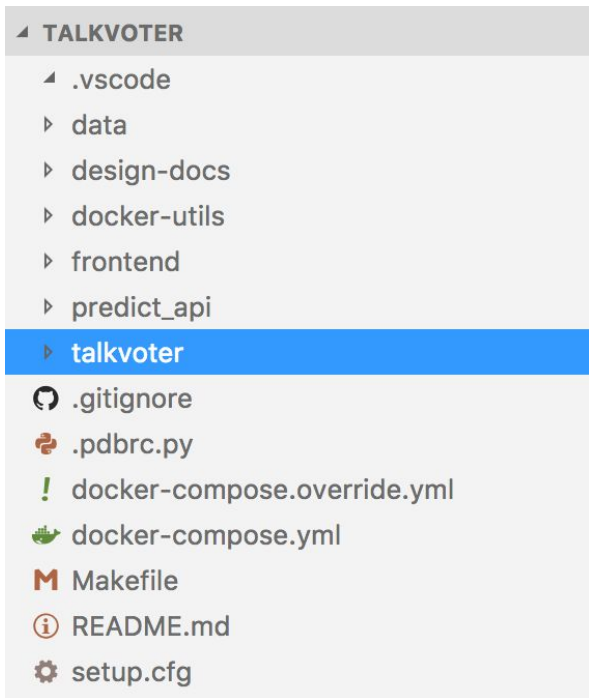 TALKVOTER
.vscode
data
design-docs
docker-utils
frontend
predict_api
talkvoter
.gitignore
.pdbrc.py
docker-compose.override.yml
docker-compose.yml
Makefile
README.md
setup.cfg